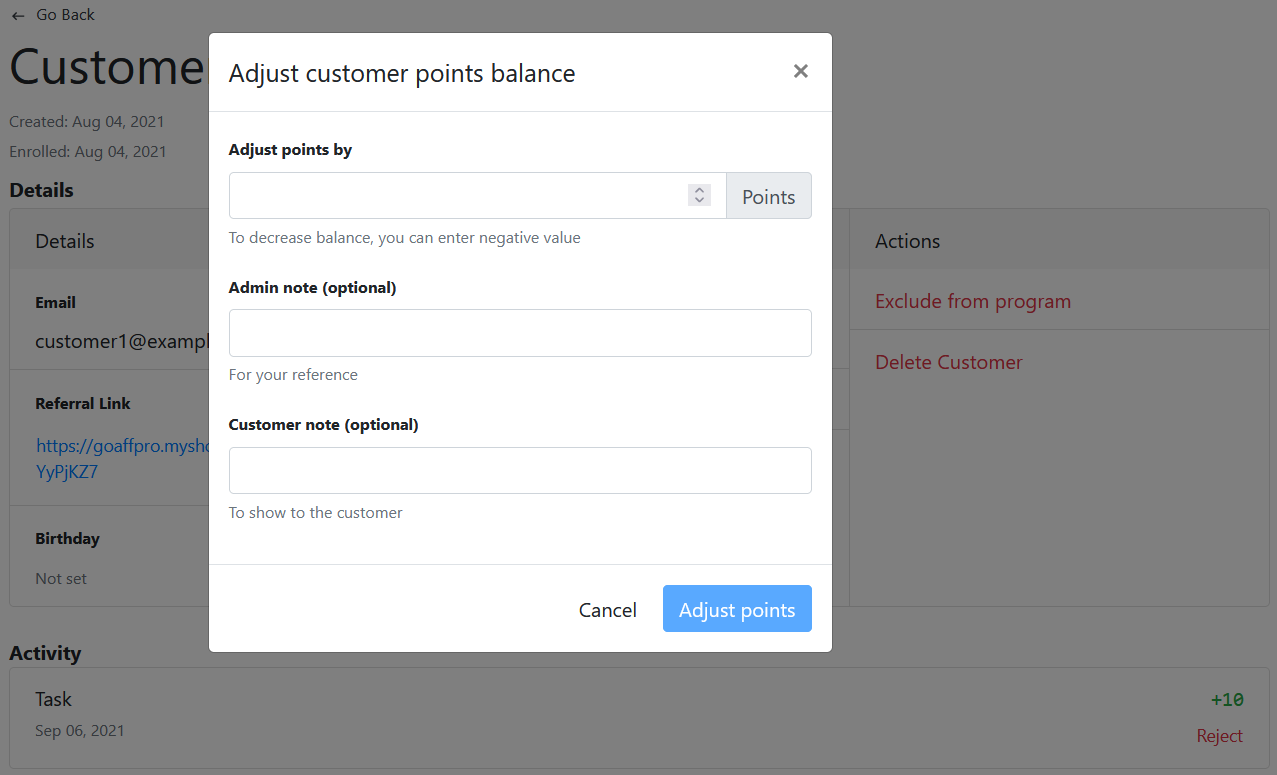 Go Back
Custome
Created: Aug 04, 2021
Enrolled: Aug 04, 2021
Details
Details
Email
customer1@exampl
Referral Link
https://goaffpro.mysho
YyPjKZ7
Birthday
Not set
Adjust customer points balance
×
Adjust points by
Points
To decrease balance, you can enter negative value
Admin note (optional)
For your reference
Customer note (optional)
To show to the customer
Cancel
Adjust points
Actions
Exclude from program
Delete Customer
Activity
Task
+10
Sep 06, 2021
Reject